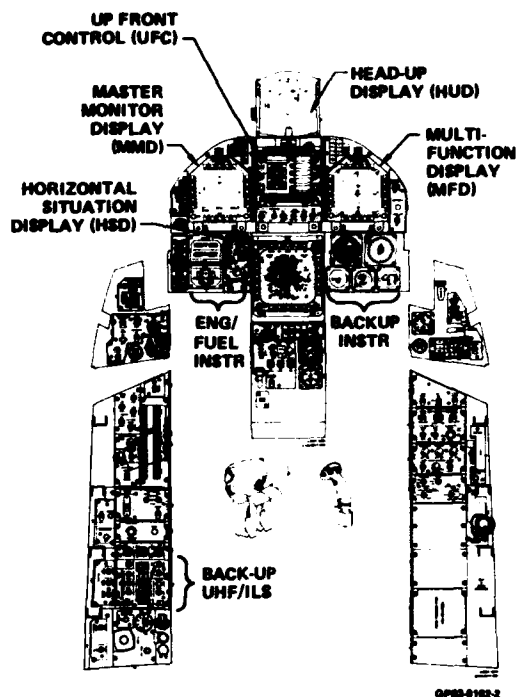 UP FRONT
CONTROL (UFC)
HEAD-UP
DISPLAY (HUD)
MASTER
MONITOR
DISPLAY
(MMD)
MULTI-
FUNCTION
DISPLAY
(MFD)
HORIZONTAL
SITUATION
DISPLAY (HSD)
ENG/
FUEL
INSTR
BACKUP
INSTR
BACK-UP
UHF/ILS